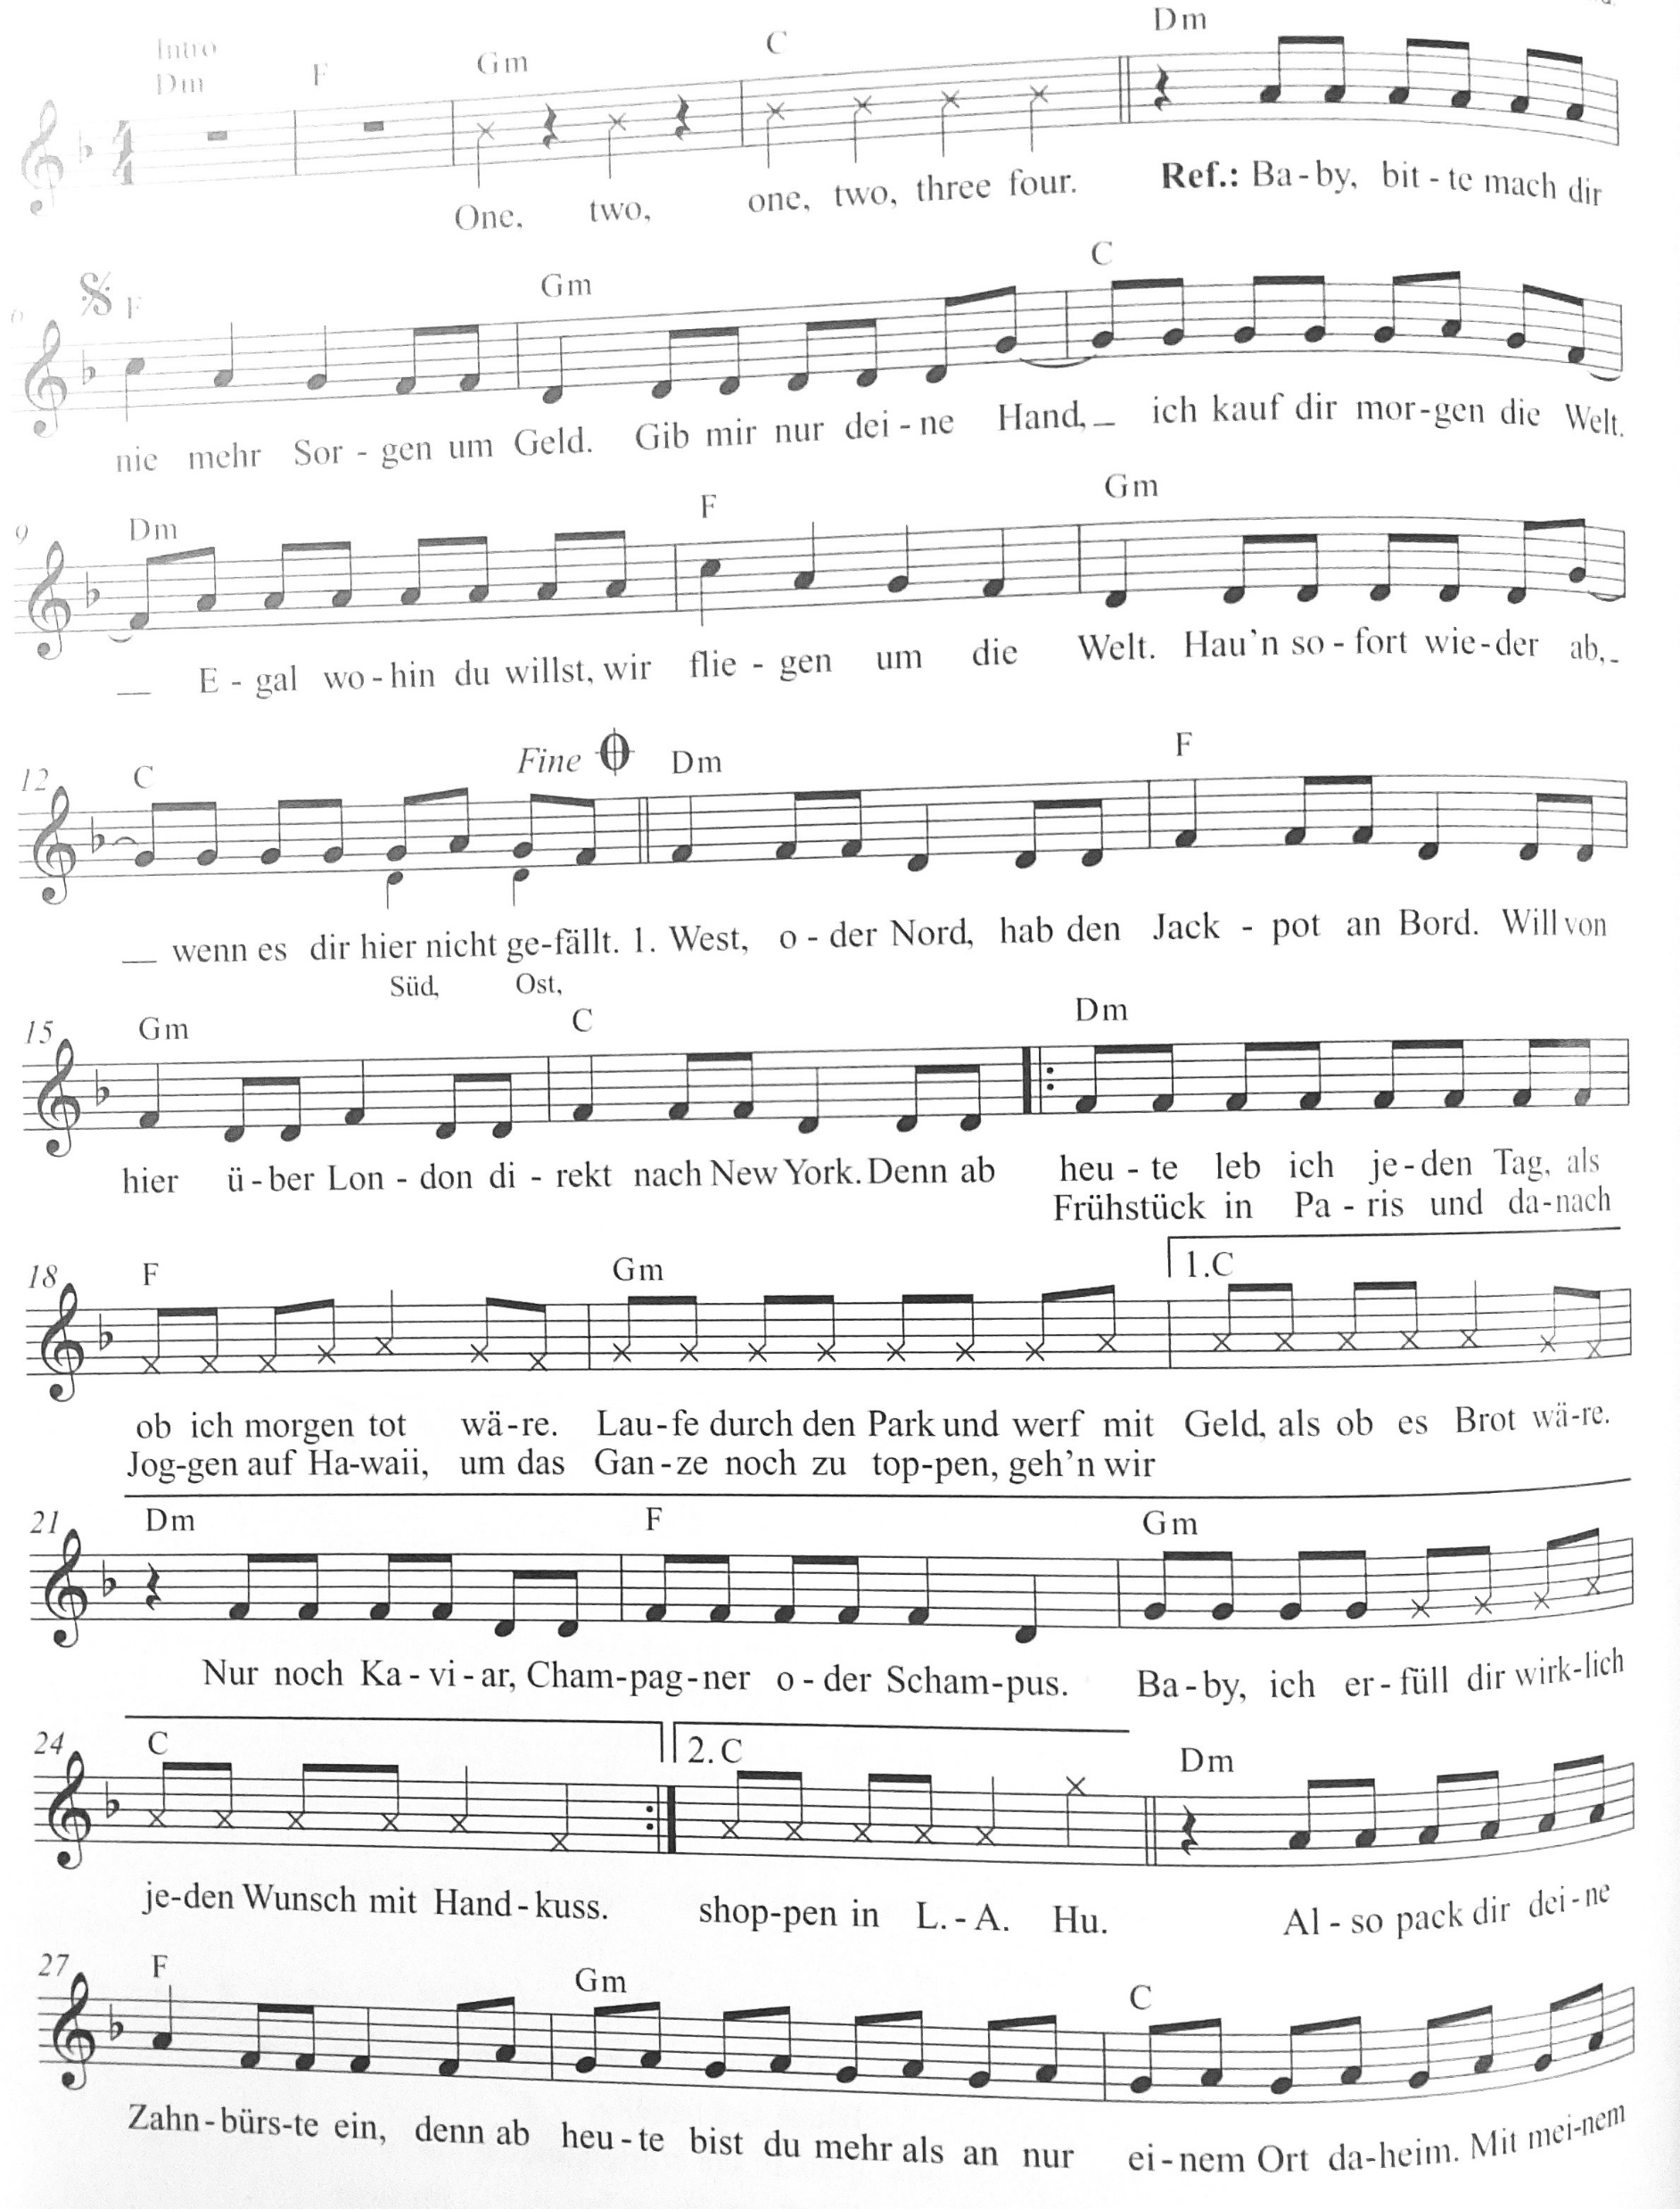 Intro
Dm F Gm C Dm
One, two, one, two, three four. Ref.: Ba-by, bit-te mach dir
F Gm C
nie mehr Sor-gen um Geld. Gib mir nur dei-ne Hand,_ ich kauf dir mor-gen die Welt.
9 Dm F Gm
_ E-gal wo-hin du willst, wir flie-gen um die Welt. Hau'n so-fort wie-der ab,_
Fine
12 C Dm F
_ wenn es dir hier nicht ge-fällt. 1. West, o-der Nord, hab den Jack-pot an Bord. Will von
Süd, Ost,
15 Gm C Dm
hier ü-ber Lon-don di-rekt nach New York. Denn ab heu-te leb ich je-den Tag, als
Frühstück in Pa-ris und da-nach
18 F Gm 1.C
ob ich morgen tot wä-re. Lau-fe durch den Park und werf mit Geld, als ob es Brot wä-re.
Jog-gen auf Ha-waii, um das Gan-ze noch zu top-pen, geh'n wir
21 Dm F Gm
Nur noch Ka-vi-ar, Cham-pag-ner o-der Scham-pus. Ba-by, ich er-füll dir wirk-lich
24 C 2.C Dm
je-den Wunsch mit Hand-kuss. shop-pen in L.-A. Hu. Al-so pack dir dei-ne
27 F Gm C
Zahn-bürs-te ein, denn ab heu-te bist du mehr als an nur ei-nem Ort da-heim. Mit mei-nem